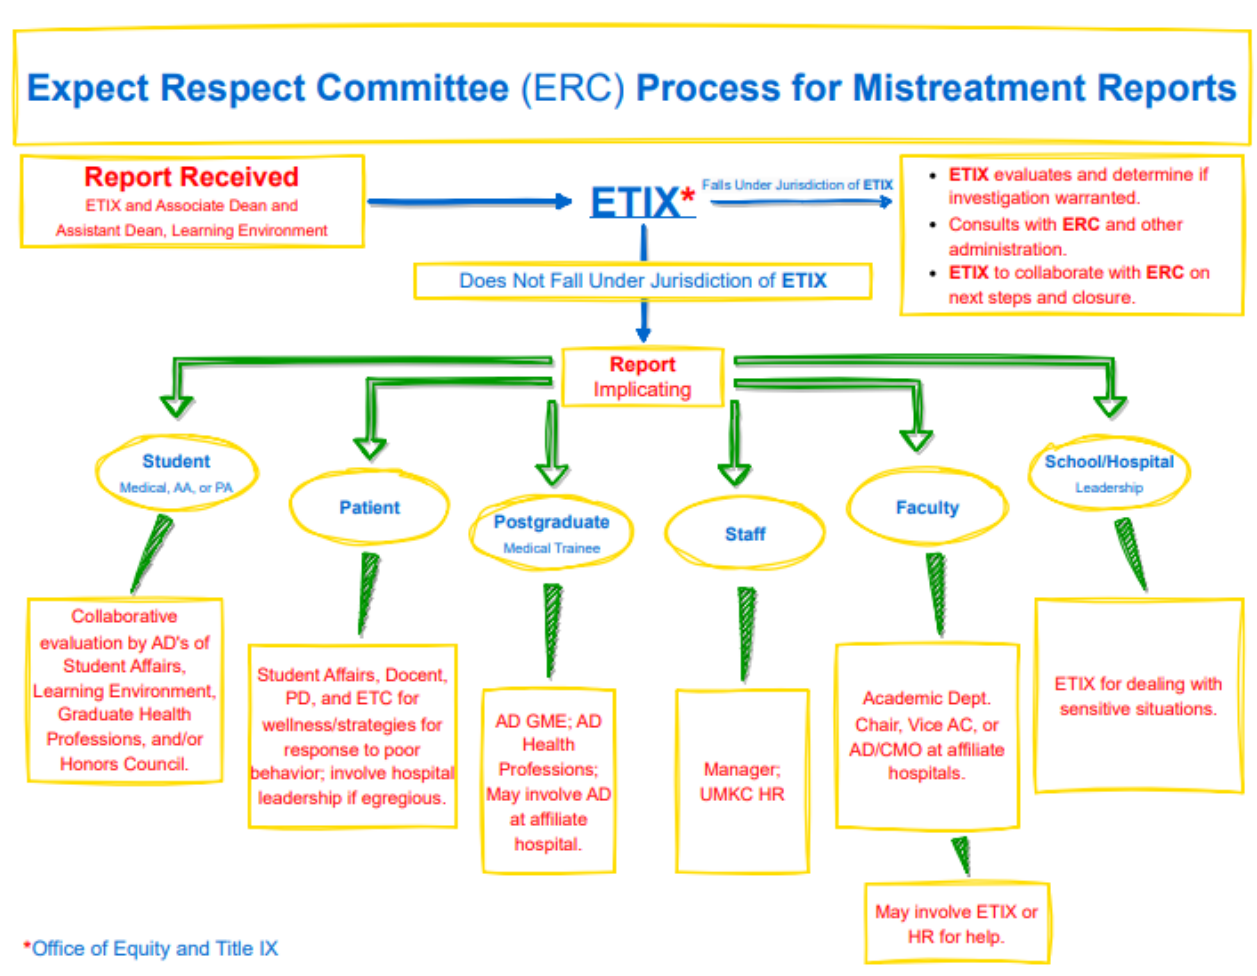 Expect Respect Committee (ERC) Process for Mistreatment Reports
Report Received
ETIX and Associate Dean and
Assistant Dean, Learning Environment
ETIX*
Falls Under Jurisdiction of ETIX
• ETIX evaluates and determine if
investigation warranted.
• Consults with ERC and other
administration.
• ETIX to collaborate with ERC on
next steps and closure.
Does Not Fall Under Jurisdiction of ETIX
Report
Implicating
Student
Medical, AA, or PA
Patient
Postgraduate
Medical Trainee
Staff
Faculty
School/Hospital
Leadership
Collaborative
evaluation by AD's of
Student Affairs,
Learning Environment,
Graduate Health
Professions, and/or
Honors Council.
Student Affairs, Docent,
PD, and ETC for
wellness/strategies for
response to poor
behavior; involve hospital
leadership if egregious.
AD GME; AD
Health
Professions;
May involve AD
at affiliate
hospital.
Manager;
UMKC HR
Academic Dept.
Chair, Vice AC, or
AD/CMO at affiliate
hospitals.
ETIX for dealing with
sensitive situations.
May involve ETIX or
HR for help.
*Office of Equity and Title IX